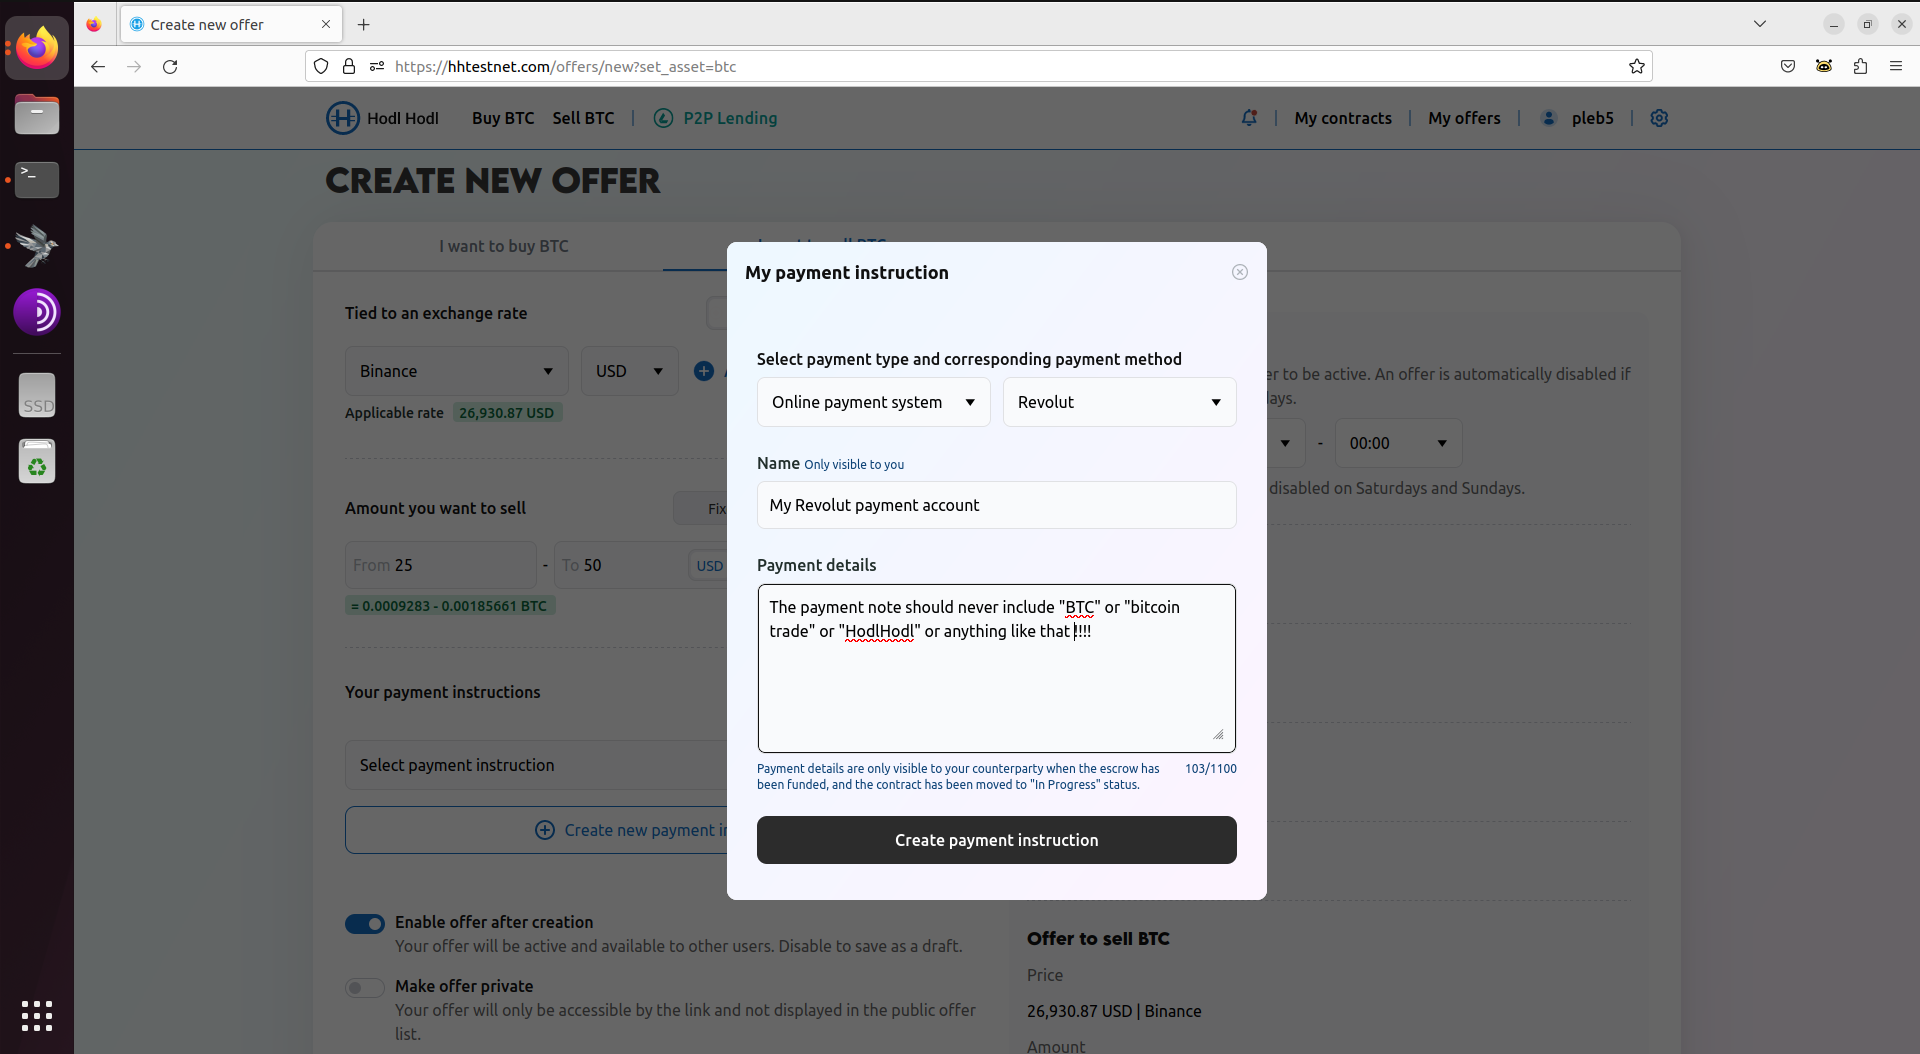 Create new offer
https://hhtestnet.com/offers/new?set_asset=btc
Hodl Hodl
Buy BTC
Sell BTC
P2P Lending
My contracts
My offers
pleb5
CREATE NEW OFFER
I want to buy BTC
My payment instruction
Tied to an exchange rate
Binance
USD
Applicable rate
26,930.87 USD
Select payment type and corresponding payment method
Online payment system
Revolut
er to be active. An offer is automatically disabled if
ays.
-
00:00
Name Only visible to you
My Revolut payment account
disabled on Saturdays and Sundays.
Amount you want to sell
Fix
From 25
-
To 50
USD
= 0.0009283 - 0.00185661 BTC
Payment details
The payment note should never include "BTC" or "bitcoin
trade" or "HodlHodl" or anything like that !!!!
Payment details are only visible to your counterparty when the escrow has
been funded, and the contract has been moved to "In Progress" status.
103/1100
Create payment instruction
Your payment instructions
Select payment instruction
Create new payment i
Enable offer after creation
Your offer will be active and available to other users. Disable to save as a draft.
Make offer private
Your offer will only be accessible by the link and not displayed in the public offer
list.
Offer to sell BTC
Price
26,930.87 USD | Binance
Amount
SSD
>_